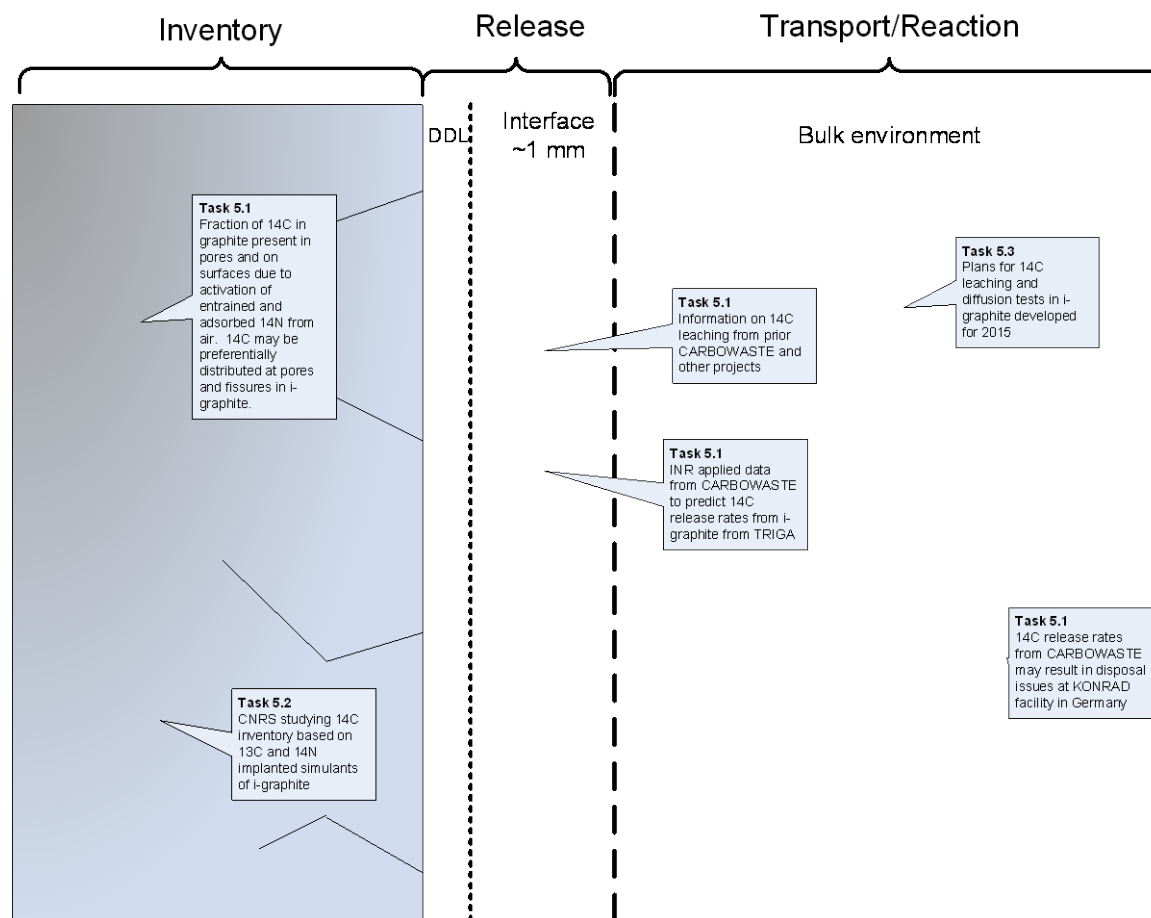 Inventory
Release
Transport/Reaction
DDL
Interface
~1 mm
Bulk environment
Task 5.1
Fraction of 14C in
graphite present in
pores and on
surfaces due to
activation of
entrained and
adsorbed 14N from
air.  14C may be
preferentially
distributed at pores
and fissures in i-
graphite.
Task 5.3
Plans for 14C
leaching and
diffusion tests in i-
graphite developed
for 2015
Task 5.1
Information on 14C
leaching from prior
CARBOWASTE and
other projects
Task 5.1
INR applied data
from CARBOWASTE
to predict 14C
release rates from i-
graphite from TRIGA
Task 5.1
14C release rates
from CARBOWASTE
may result in disposal
issues at KONRAD
facility in Germany
Task 5.2
CNRS studying 14C
inventory based on
13C and 14N
implanted simulants
of i-graphite